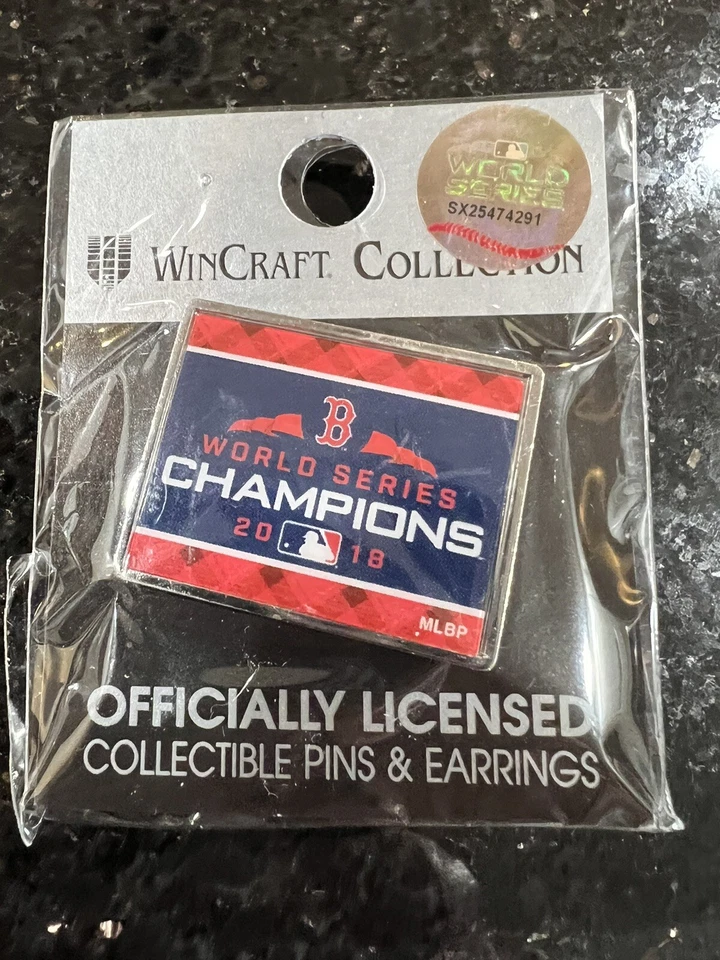 WORLD
SERIES
SX25474291
WINCRAFT COLLECTION
B
WORLD SERIES
CHAMPIONS
20 18
MLBP
OFFICIALLY LICENSED
COLLECTIBLE PINS & EARRINGS